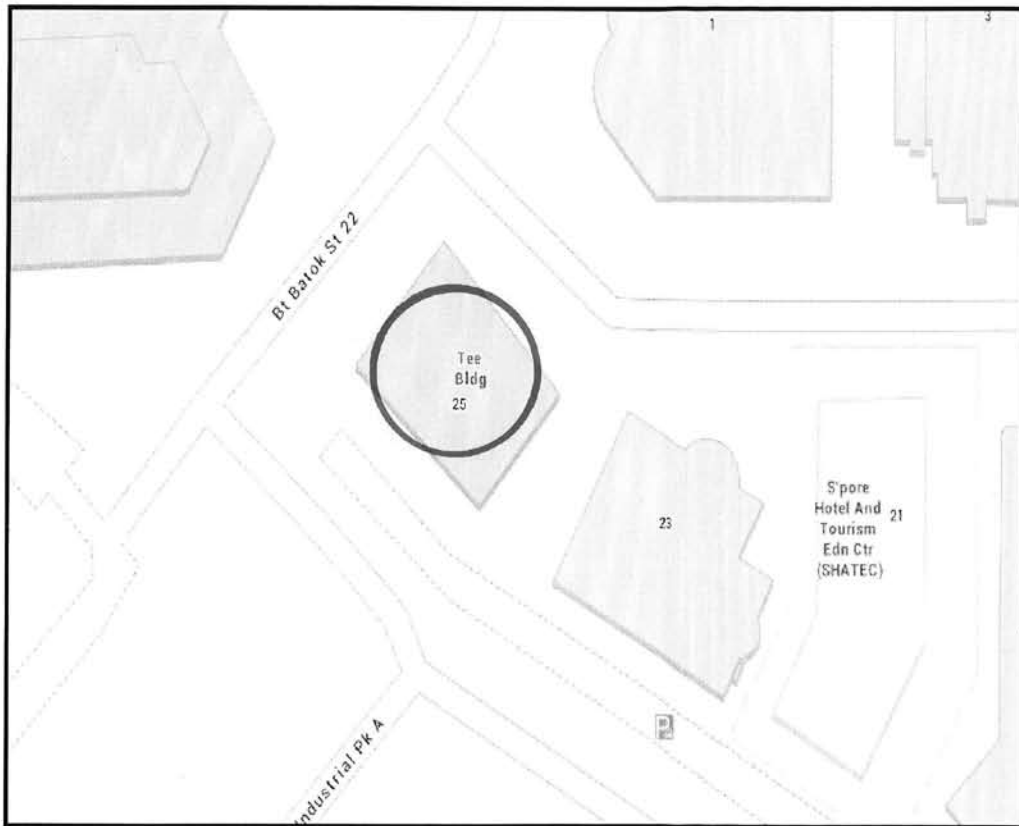 1
3
Bt Batok St 22
Tee
Bldg
25
23
S'pore
Hotel And
Tourism
Edn Ctr
(SHATEC)
21
P
Industrial Pk A